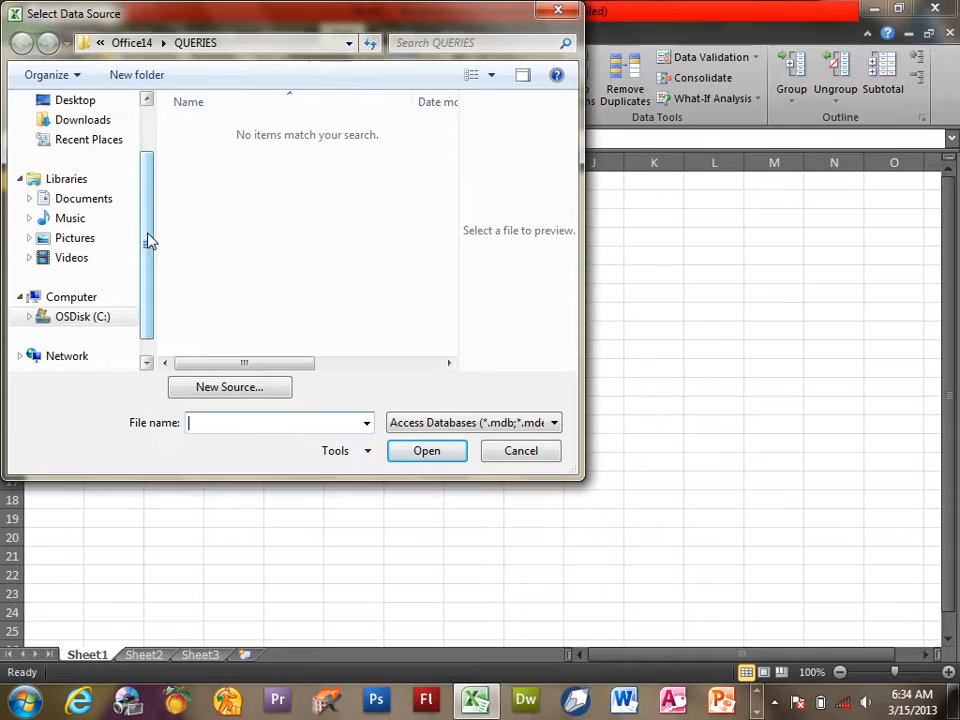 Select Data Source
« Office14 QUERIES
Search QUERIES
Organize
New folder
Name
Date mo
Desktop
Downloads
Recent Places
No items match your search.
Libraries
Documents
Music
Pictures
Videos
Select a file to preview.
Computer
OSDisk (C:)
Network
New Source...
File name:
Access Databases (*.mdb;*.mde
Tools
Open
Cancel
Remove Duplicates
Data Validation
Consolidate
What-If Analysis
Data Tools
Group
Ungroup
Subtotal
Outline
J K L M N O
18
19
20
21
22
23
24
25
Sheet1 Sheet2 Sheet3
Ready
100%
Pr
Ps
Fl
Dw
6:34 AM
3/15/2013